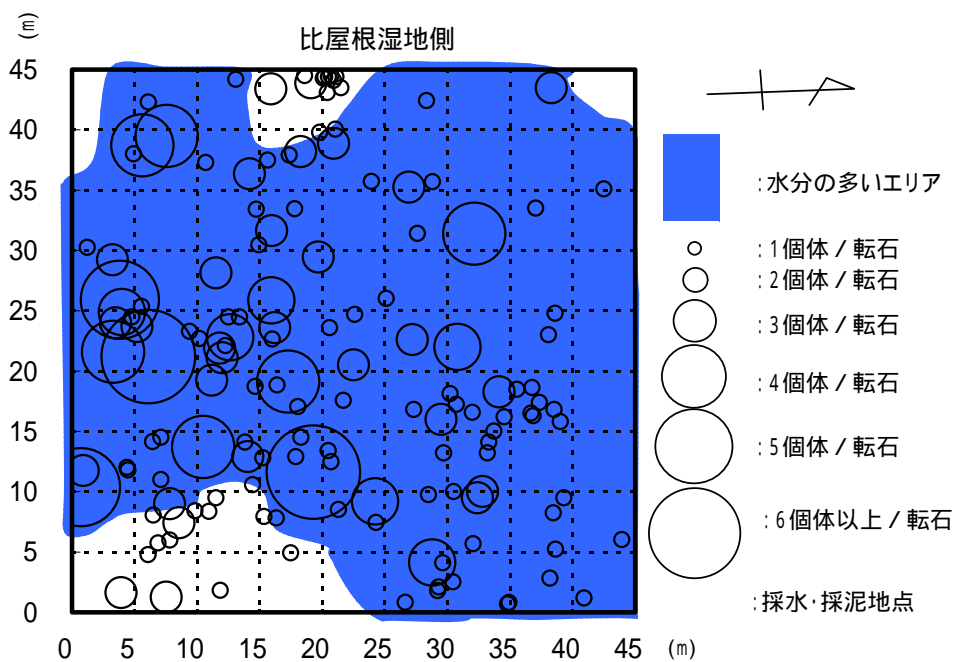 (m)
比屋根湿地側
45
40
35
30
25
20
15
10
5
0
0 5 10 15 20 25 30 35 40 45 (m)
:水分の多いエリア
:1個体/転石
:2個体/転石
:3個体/転石
:4個体/転石
:5個体/転石
:6個体以上/転石
:採水・採泥地点